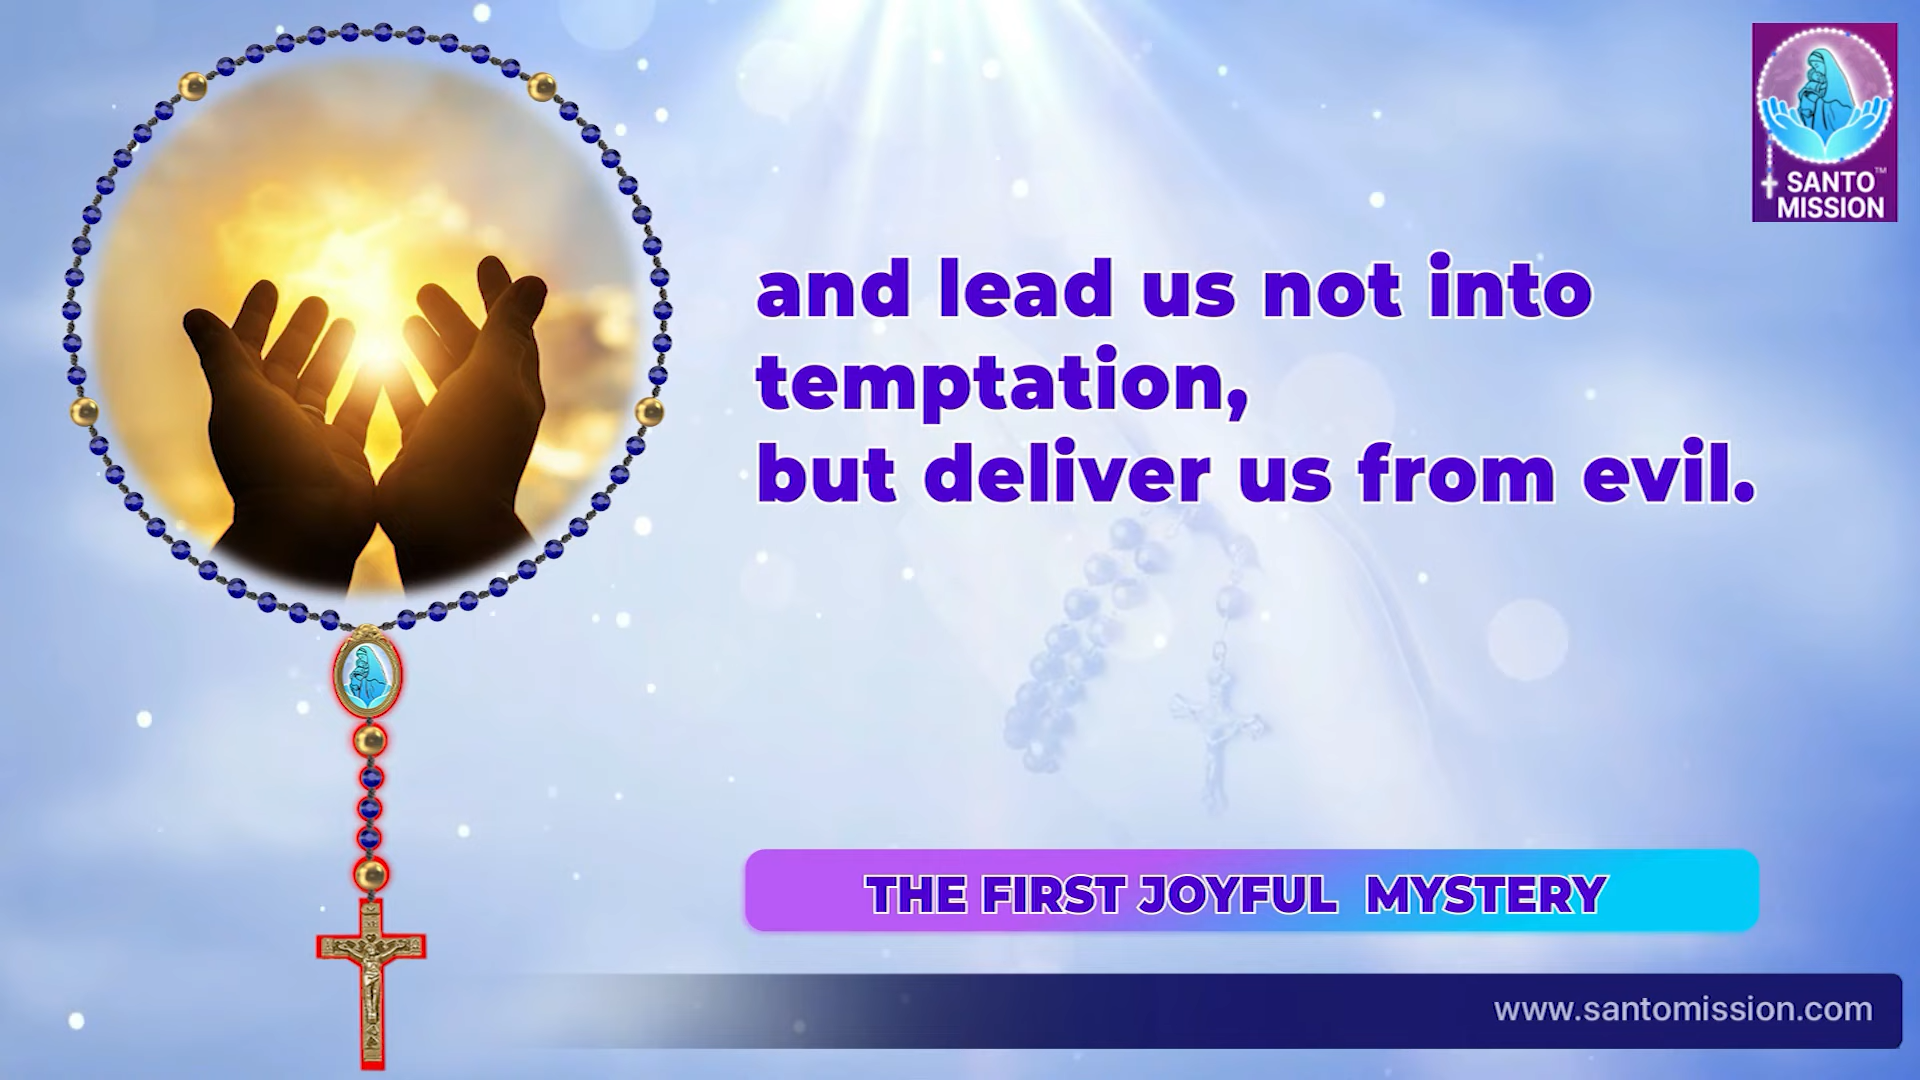 SANTO™
MISSION
and lead us not into
temptation,
but deliver us from evil.
THE FIRST JOYFUL MYSTERY
www.santomission.com